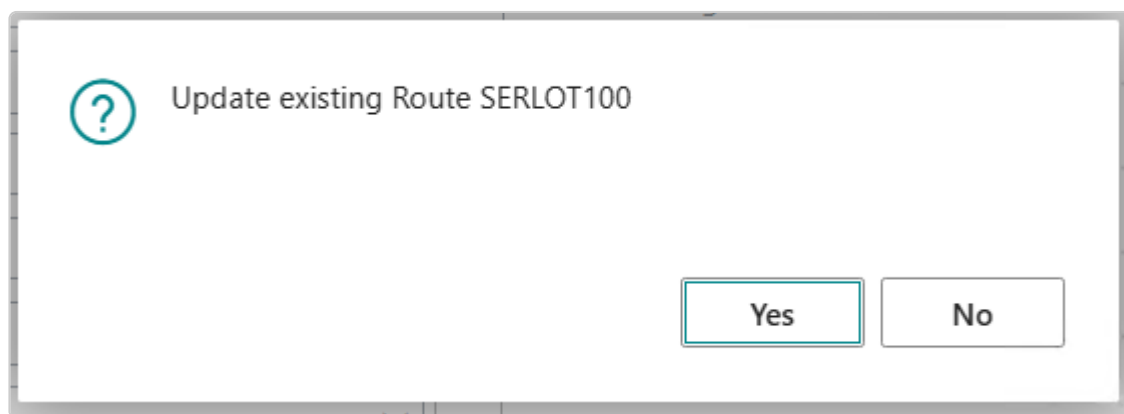 Update existing Route SERLOT100
Yes
No